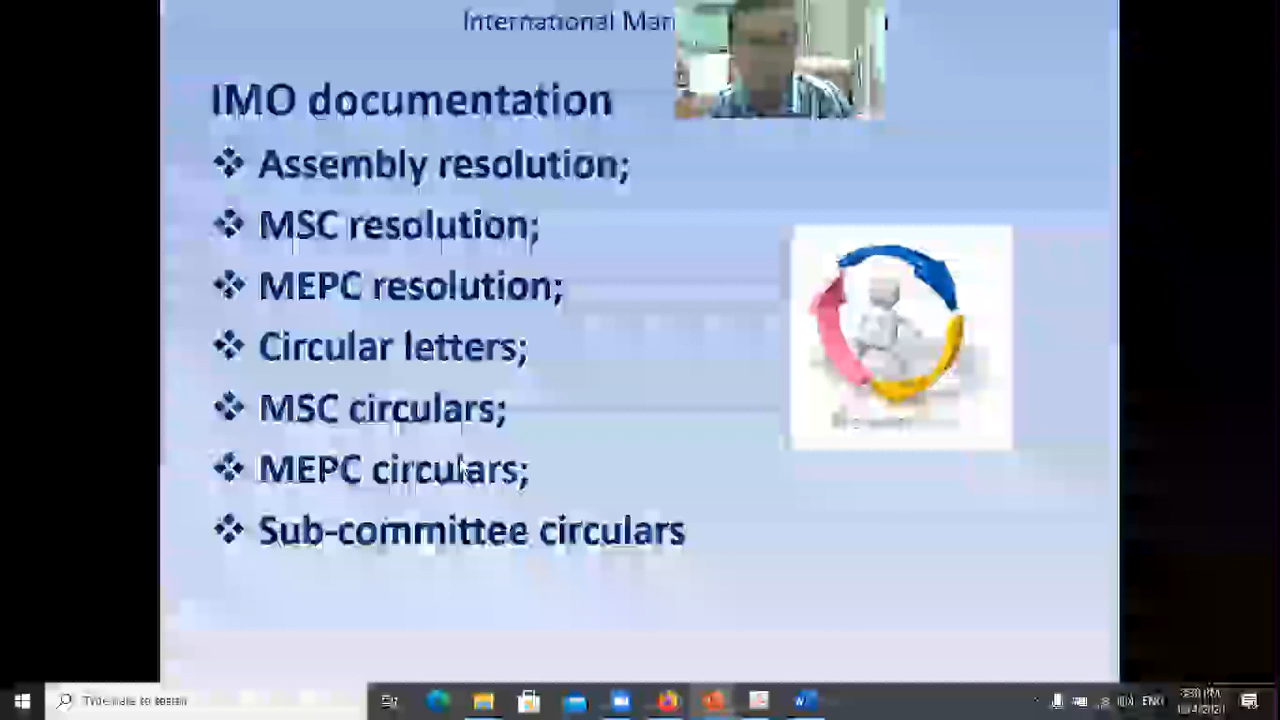 International
IMO documentation
❖ Assembly resolution;
❖ MSC resolution;
❖ MEPC resolution;
❖ Circular letters;
❖ MSC circulars;
❖ MEPC circulars;
❖ Sub-committee circulars
Type here to search
ENG